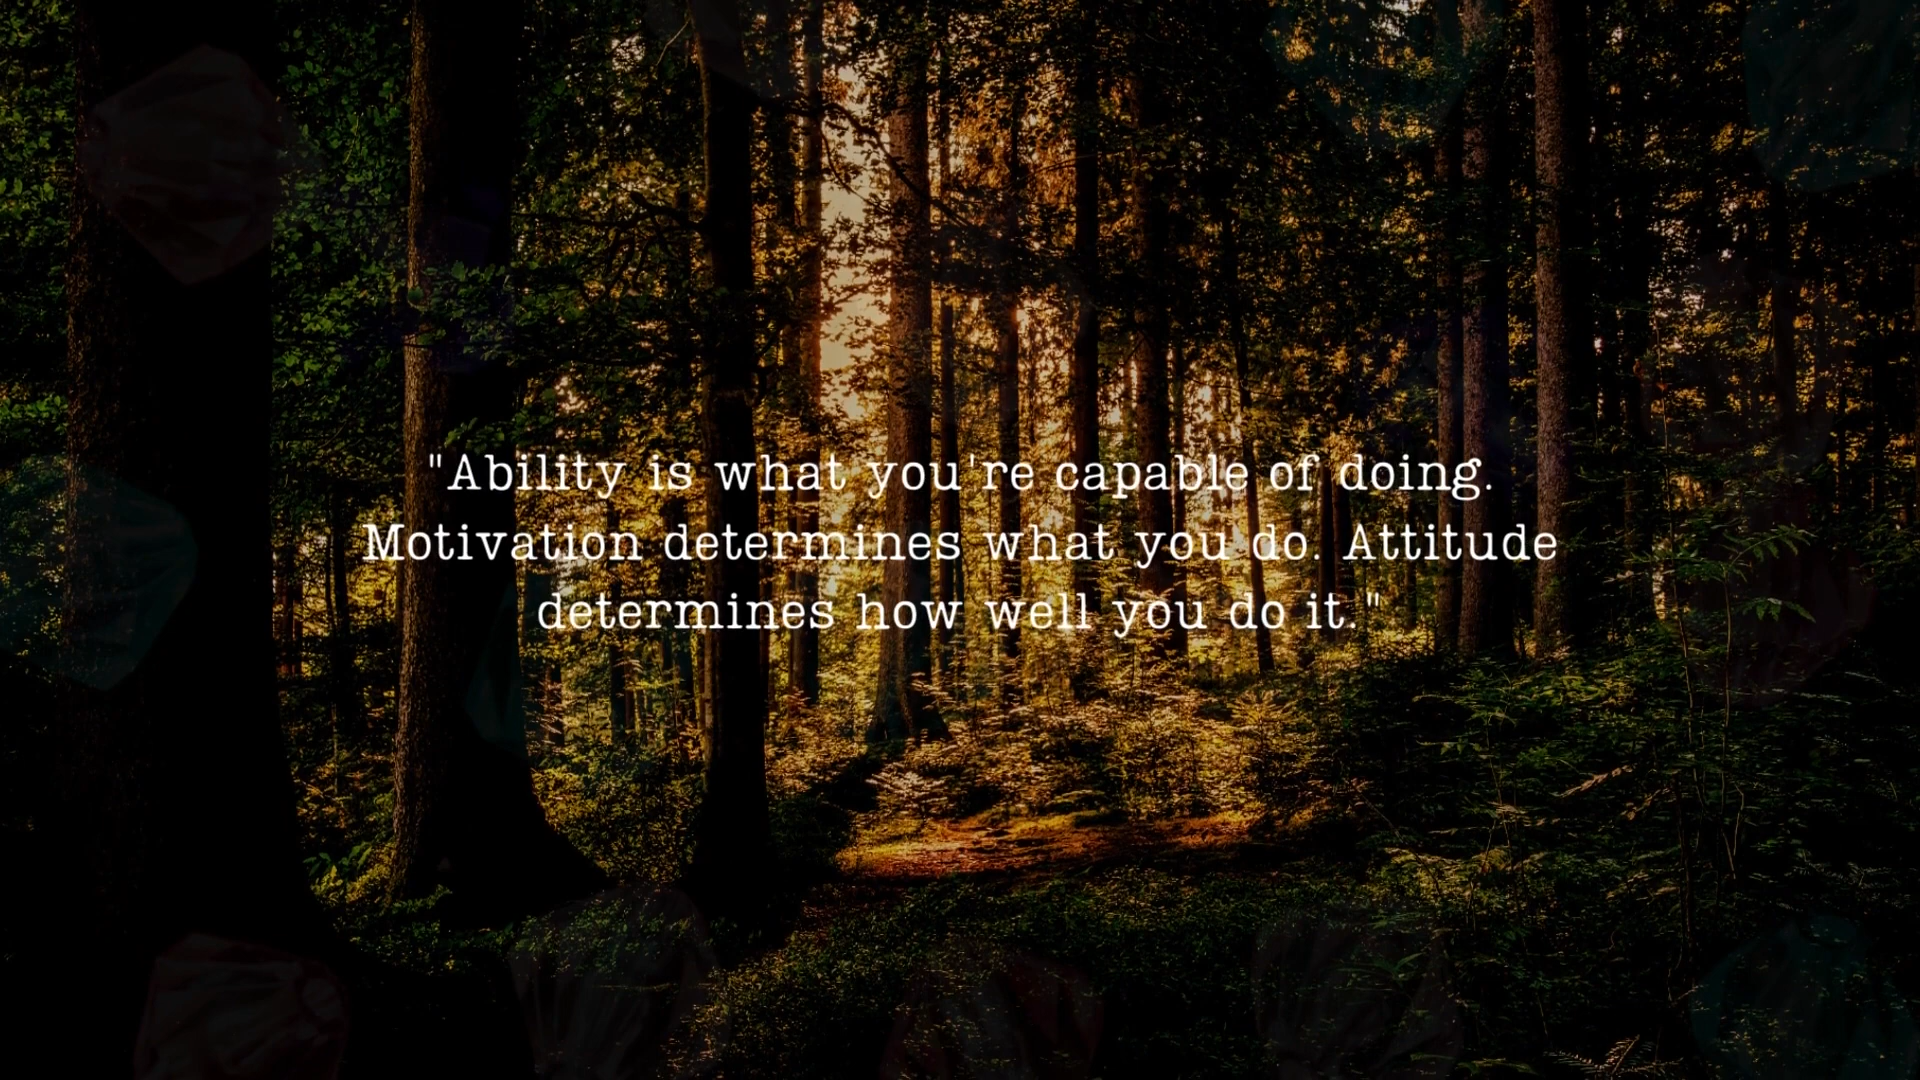 "Ability is what you're capable of doing.
Motivation determines what you do. Attitude
determines how well you do it."